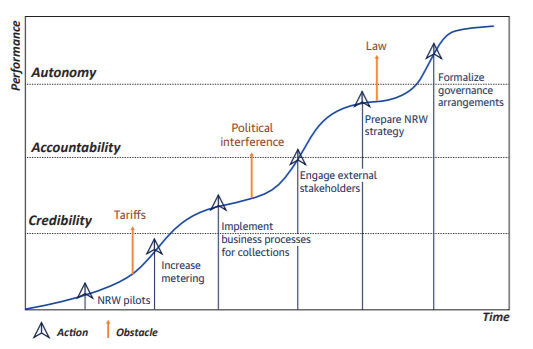 Performance
Autonomy
Law
Formalize
governance
arrangements
Political
interference
Prepare NRW
strategy
Accountability
Engage external
stakeholders
Credibility
Tariffs
Implement
business processes
for collections
Increase
metering
NRW pilots
Time
Action
Obstacle